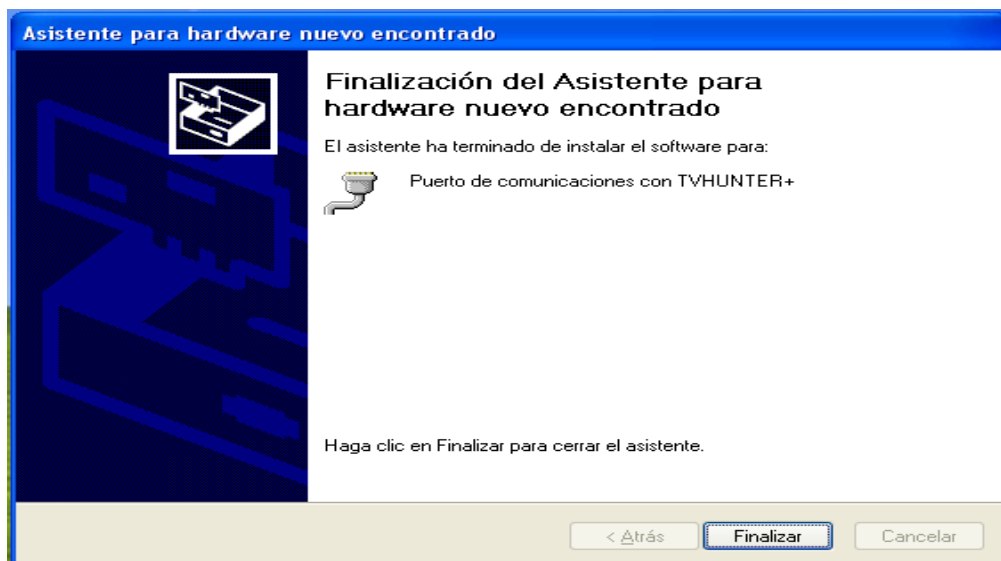 Asistente para hardware nuevo encontrado
Finalización del Asistente para
hardware nuevo encontrado
El asistente ha terminado de instalar el software para:
Puerto de comunicaciones con TVHUNTER+
Haga clic en Finalizar para cerrar el asistente.
< Atrás Finalizar Cancelar